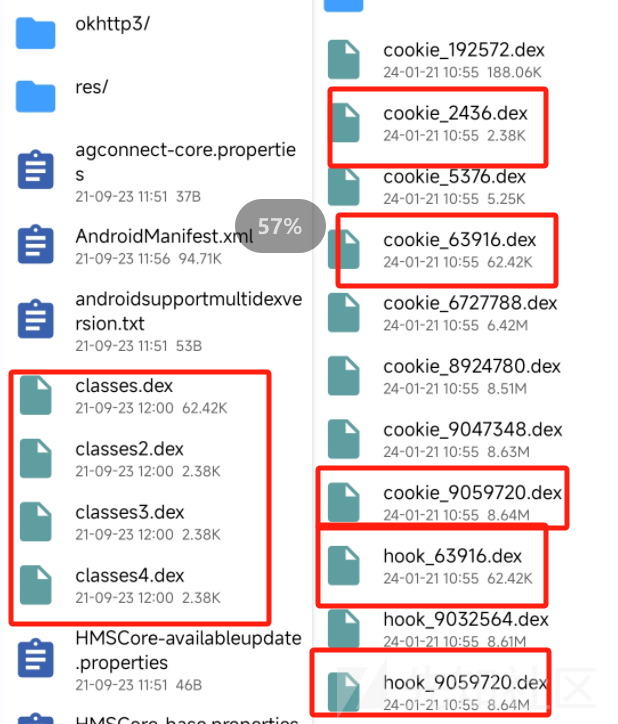 okhttp3/
res/
agconnect-core.propertie
s
21-09-23 11:51 37B
AndroidManifest.xml
21-09-23 11:56 94.71K
androidsupportmultidexve
rsion.txt
21-09-23 11:51 53B
classes.dex
21-09-23 12:00 62.42K
classes2.dex
21-09-23 12:00 2.38K
classes3.dex
21-09-23 12:00 2.38K
classes4.dex
21-09-23 12:00 2.38K
HMSCore-availableupdate
.properties
21-09-23 11:51 46B
HMSCore-base.properties
57%
cookie_192572.dex
24-01-21 10:55 188.06K
cookie_2436.dex
24-01-21 10:55 2.38K
cookie_5376.dex
24-01-21 10:55 5.25K
cookie_63916.dex
24-01-21 10:55 62.42K
cookie_6727788.dex
24-01-21 10:55 6.42M
cookie_8924780.dex
24-01-21 10:55 8.51M
cookie_9047348.dex
24-01-21 10:55 8.63M
cookie_9059720.dex
24-01-21 10:55 8.64M
hook_63916.dex
24-01-21 10:55 62.42K
hook_9032564.dex
24-01-21 10:55 8.61M
hook_9059720.dex
24-01-21 10:55 8.64M